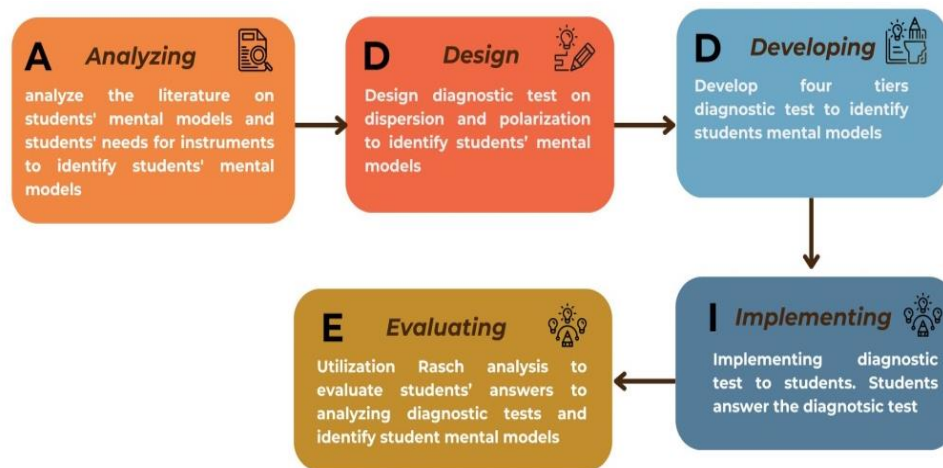 A Analyzing
analyze the literature on
students' mental models and
students' needs for instruments
to identify students' mental
models
D Design
Design diagnostic test on
dispersion and polarization
to identify students’ mental
models
D Developing
Develop four tiers
diagnostic test to identify
students mental models
I Implementing
Implementing diagnostic
test to students. Students
answer the diagnotsic test
E Evaluating
Utilization Rasch analysis to
evaluate students’ answers to
analyzing diagnostic tests and
identify student mental models